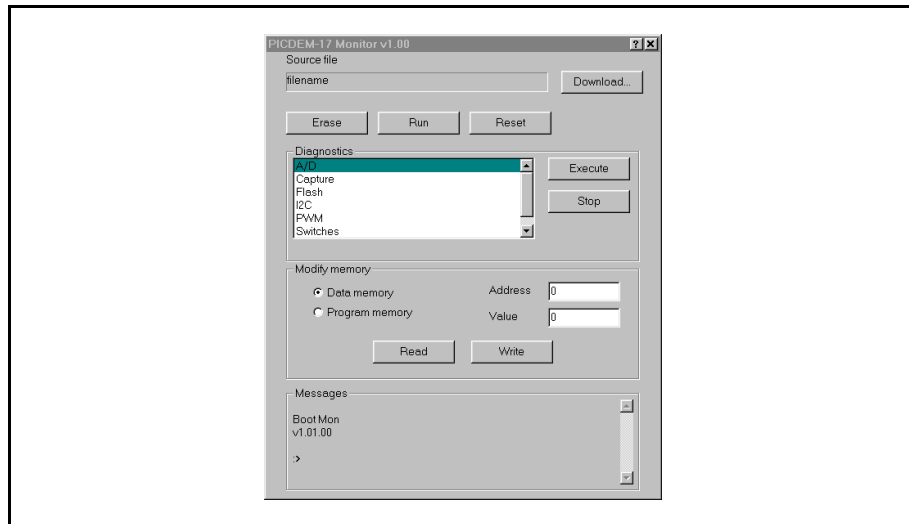 PICDEM-17 Monitor v1.00
Source file
filename
Download...
Erase Run Reset
Diagnostics
A/D
Capture
Flash
I2C
PWM
Switches
Execute
Stop
Modify memory
Data memory
Program memory
Address 0
Value 0
Read Write
Messages
Boot Mon
v1.01.00
:>